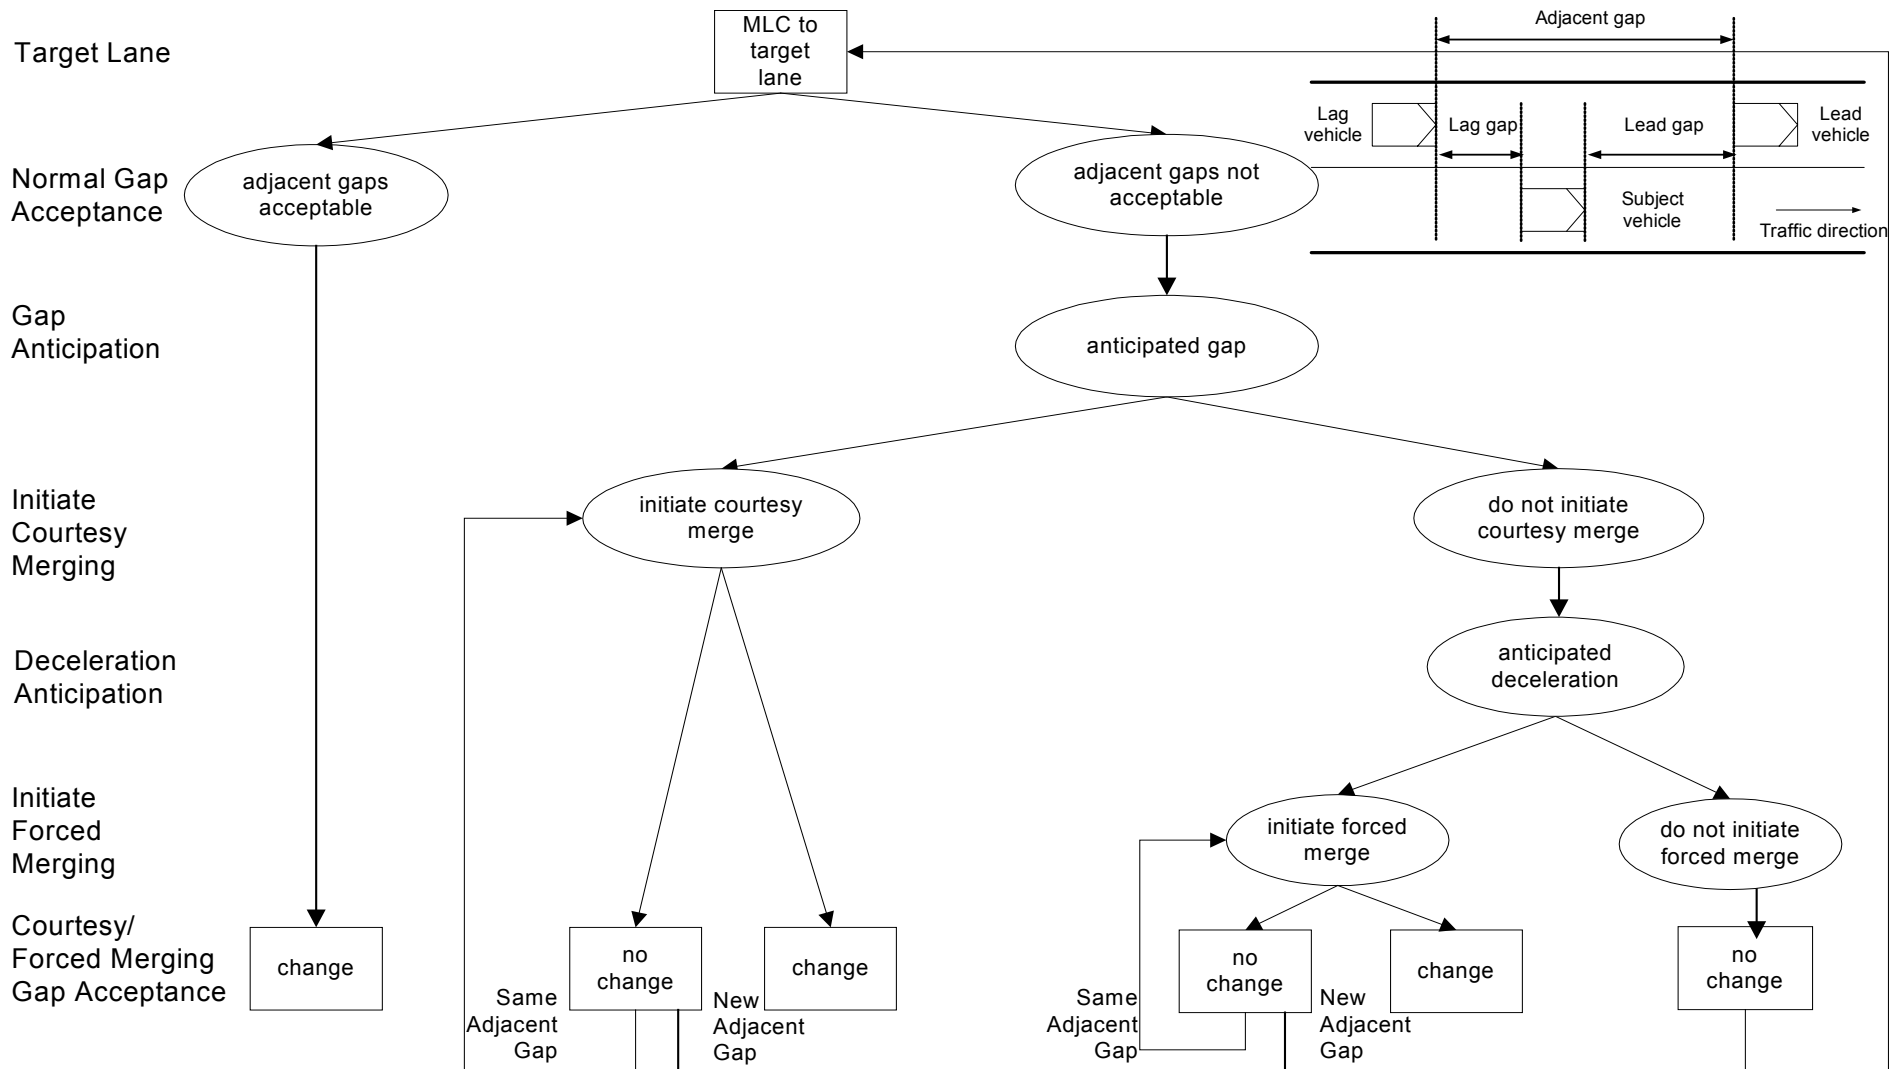 Target Lane
MLC to
target
lane
Adjacent gap
Lag
vehicle
Lag gap
Lead gap
Lead
vehicle
Subject
vehicle
Traffic direction
Normal Gap
Acceptance
adjacent gaps
acceptable
adjacent gaps not
acceptable
Gap
Anticipation
anticipated gap
Initiate
Courtesy
Merging
initiate courtesy
merge
do not initiate
courtesy merge
Deceleration
Anticipation
anticipated
deceleration
Initiate
Forced
Merging
initiate forced
merge
do not initiate
forced merge
Courtesy/
Forced Merging
Gap Acceptance
change
no
change
change
no
change
change
no
change
Same
Adjacent
Gap
New
Adjacent
Gap
Same
Adjacent
Gap
New
Adjacent
Gap